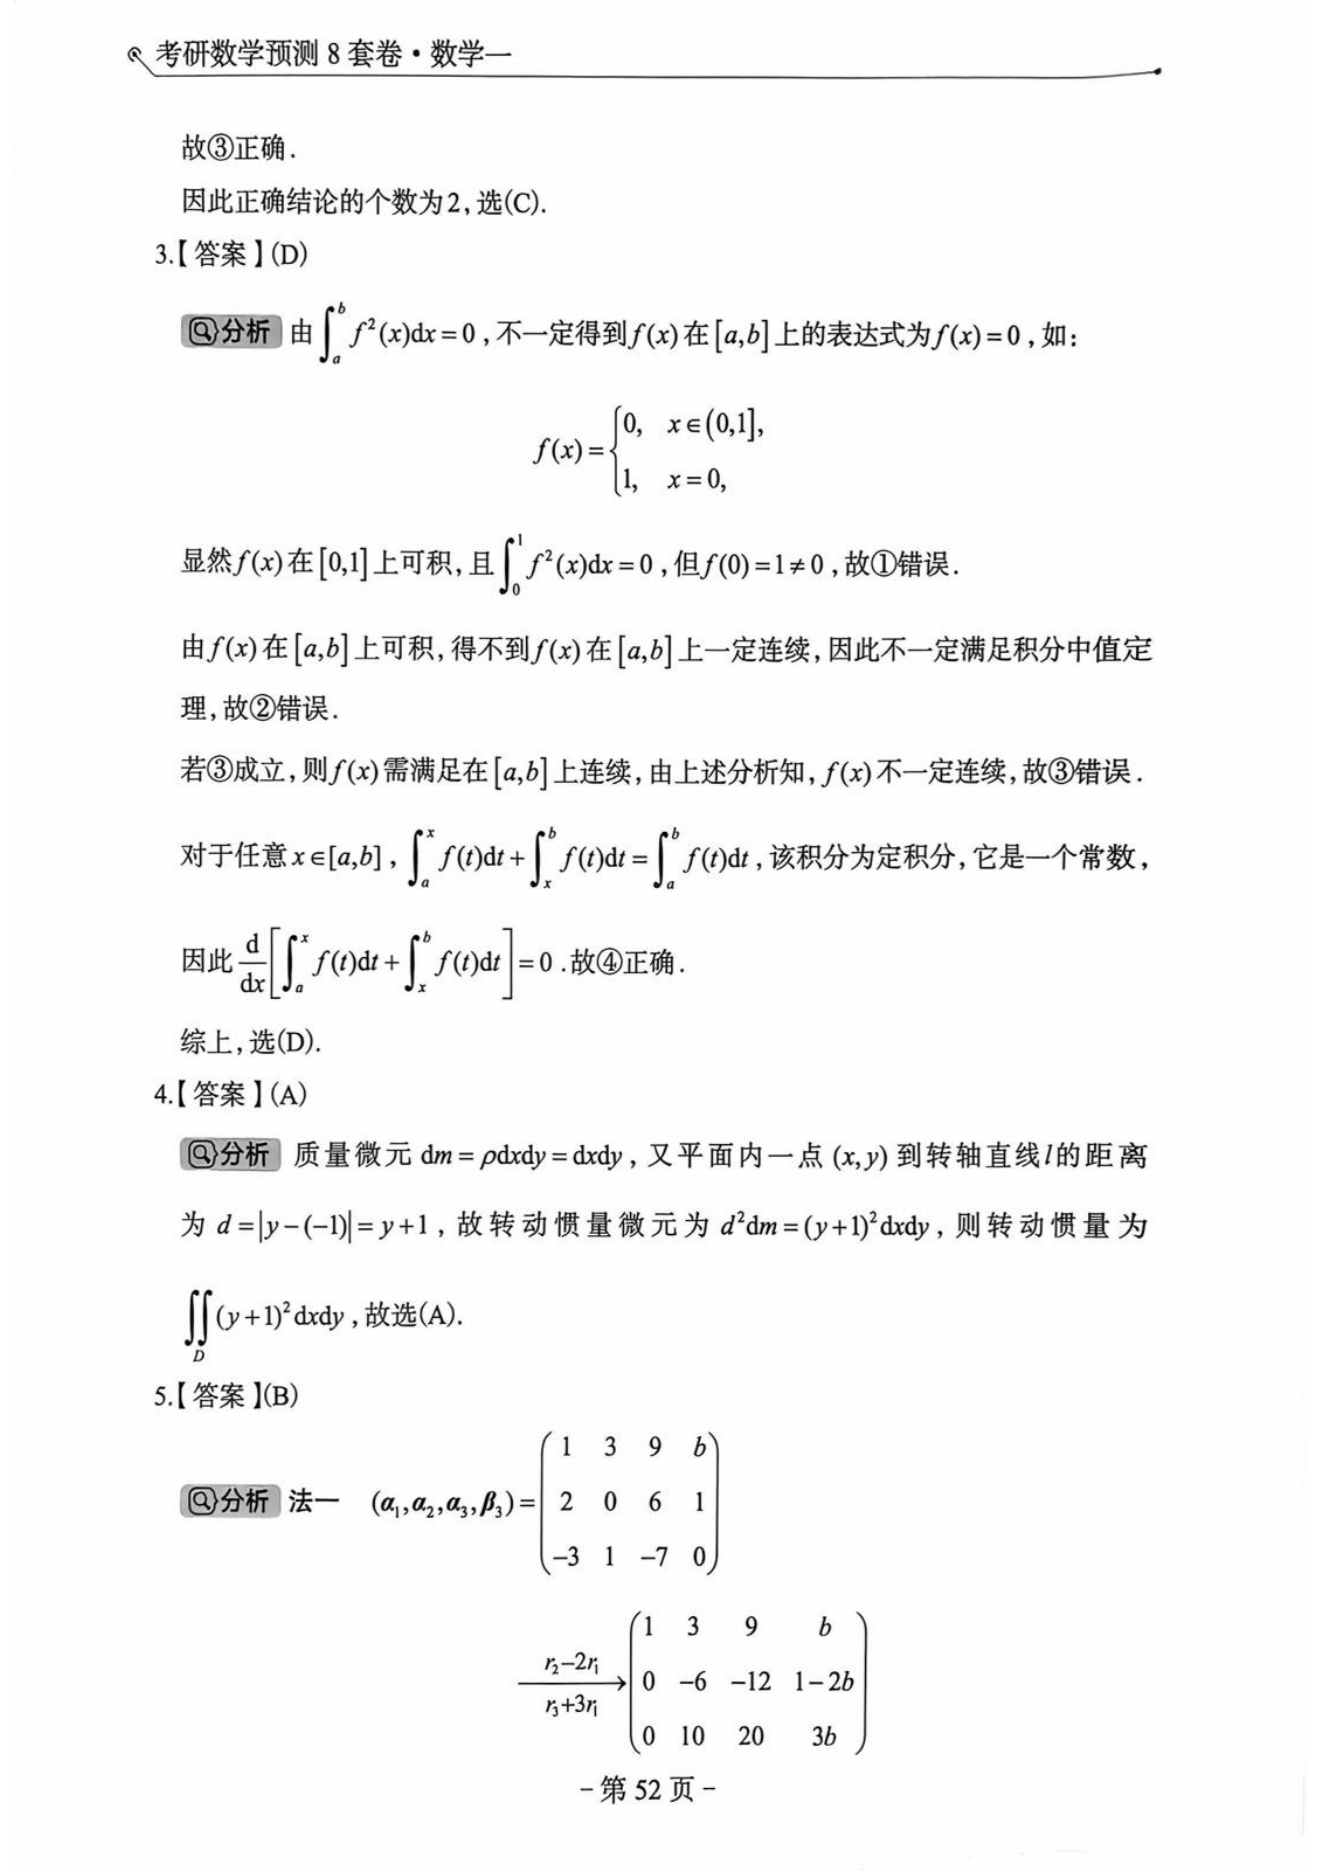 考研数学预测 8 套卷·数学一
故③正确.
因此正确结论的个数为2,选(C).
3.【答案】(D)
分析 由∫_a^b f²(x)dx=0,不一定得到f(x)在[a,b]上的表达式为f(x)=0,如:
f(x)={0, x∈(0,1],
1, x=0,
显然f(x)在[0,1]上可积,且∫_0^1 f²(x)dx=0,但f(0)=1≠0,故①错误.
由f(x)在[a,b]上可积,得不到f(x)在[a,b]上一定连续,因此不一定满足积分中值定
理,故②错误.
若③成立,则f(x)需满足在[a,b]上连续,由上述分析知,f(x)不一定连续,故③错误.
对于任意x∈[a,b],∫_a^x f(t)dt+∫_x^b f(t)dt=∫_a^b f(t)dt,该积分为定积分,它是一个常数,
因此 d/dx[∫_a^x f(t)dt+∫_x^b f(t)dt]=0.故④正确.
综上,选(D).
4.【答案】(A)
分析 质量微元 dm=ρdxdy=dxdy,又平面内一点(x,y)到转轴直线l的距离
为 d=|y-(-1)|=y+1,故转动惯量微元为 d²dm=(y+1)²dxdy,则转动惯量为
∬_D (y+1)²dxdy,故选(A).
5.【答案】(B)
分析 法一 (α₁,α₂,α₃,β₃)=
1 3 9 b
2 0 6 1
-3 1 -7 0
r₂-2r₁
r₃+3r₁
1 3 9 b
0 -6 -12 1-2b
0 10 20 3b
-第 52 页-